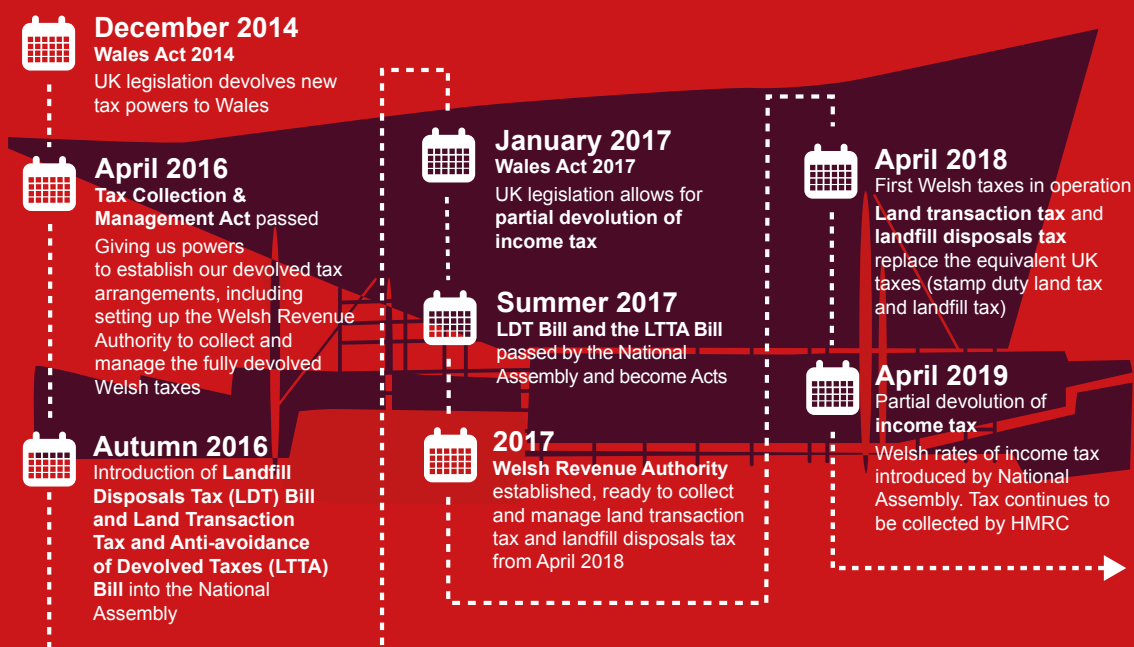 December 2014
Wales Act 2014
UK legislation devolves new
tax powers to Wales
April 2016
Tax Collection &
Management Act passed
Giving us powers
to establish our devolved tax
arrangements, including
setting up the Welsh Revenue
Authority to collect and
manage the fully devolved
Welsh taxes
Autumn 2016
Introduction of Landfill
Disposals Tax (LDT) Bill
and Land Transaction
Tax and Anti-avoidance
of Devolved Taxes (LTTA)
Bill into the National
Assembly
January 2017
Wales Act 2017
UK legislation allows for
partial devolution of
income tax
Summer 2017
LDT Bill and the LTTA Bill
passed by the National
Assembly and become Acts
2017
Welsh Revenue Authority
established, ready to collect
and manage land transaction
tax and landfill disposals tax
from April 2018
April 2018
First Welsh taxes in operation
Land transaction tax and
landfill disposals tax
replace the equivalent UK
taxes (stamp duty land tax
and landfill tax)
April 2019
Partial devolution of
income tax
Welsh rates of income tax
introduced by National
Assembly. Tax continues to
be collected by HMRC